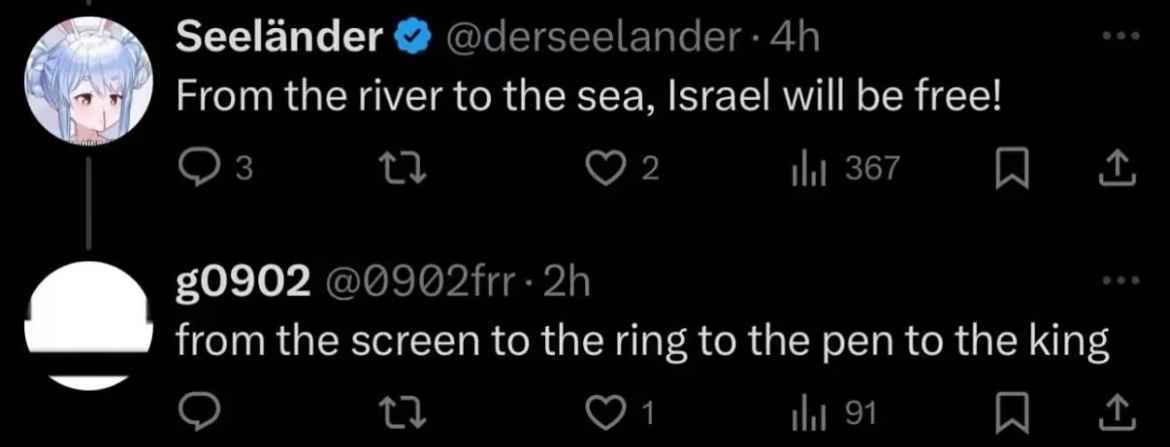 Seeländer @derseelander · 4h
From the river to the sea, Israel will be free!
3 2 367
g0902 @0902frr · 2h
from the screen to the ring to the pen to the king
1 91